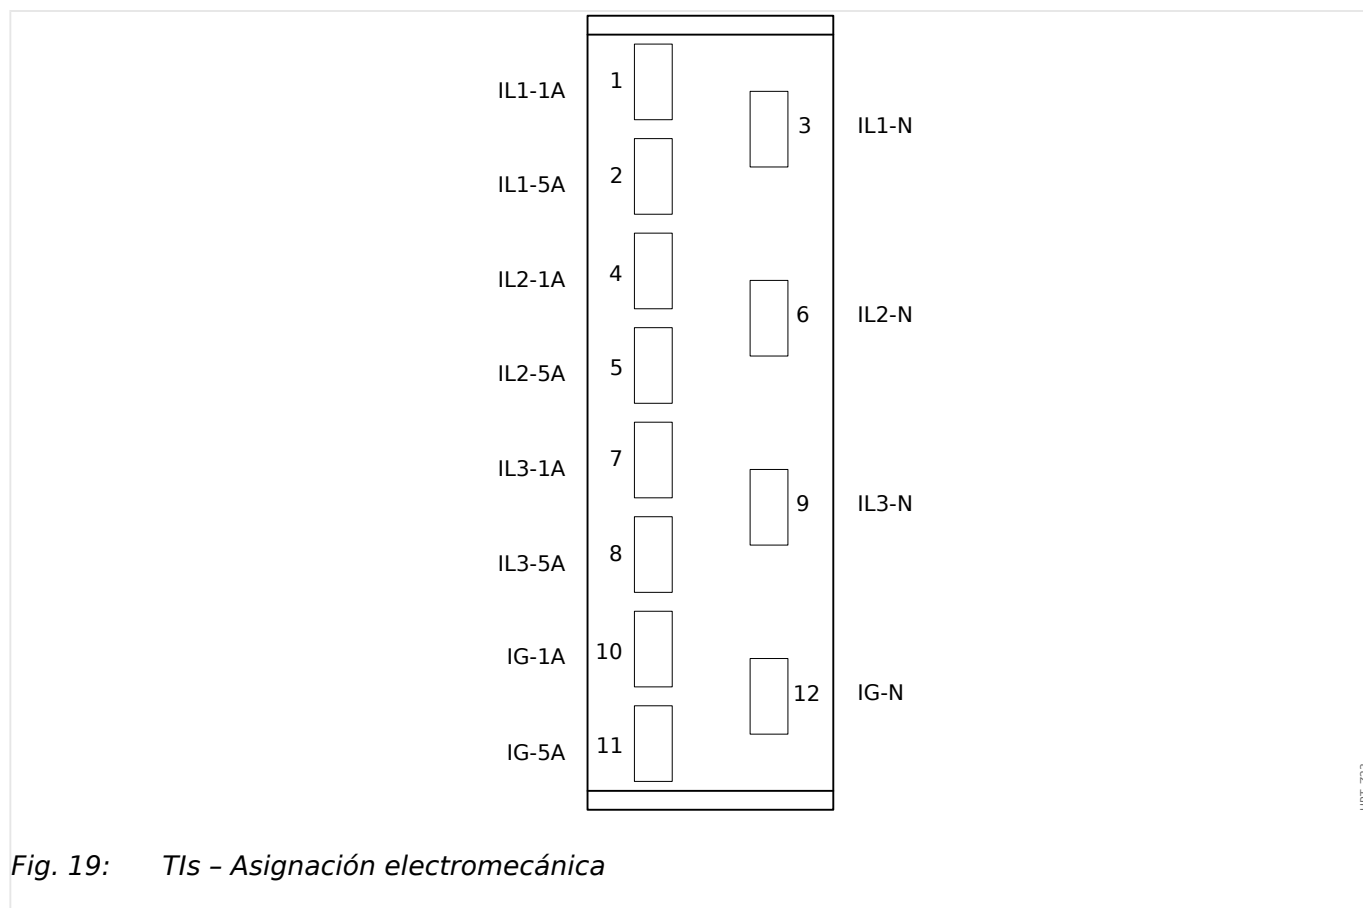 IL1-1A 1
3 IL1-N
IL1-5A 2
IL2-1A 4
6 IL2-N
IL2-5A 5
IL3-1A 7
9 IL3-N
IL3-5A 8
IG-1A 10
12 IG-N
IG-5A 11
Fig. 19: TIs – Asignación electromecánica